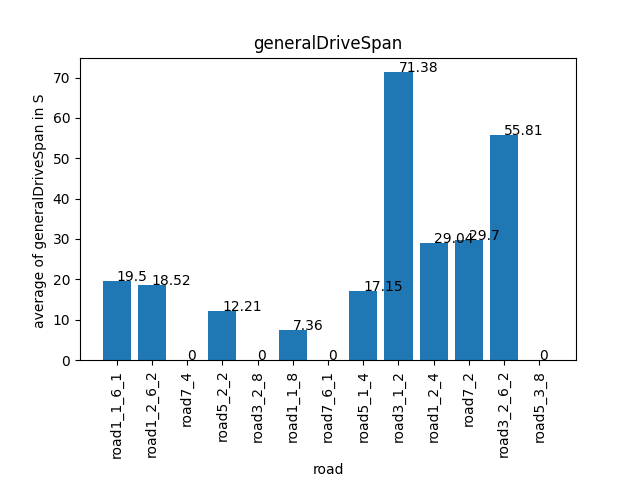 generalDriveSpan
average of generalDriveSpan in S
70
60
50
40
30
20
10
0
19.5
18.52
0
12.21
0
7.36
0
17.15
71.38
29.04
29.7
55.81
0
road1_1_6_1
road1_2_6_2
road7_4
road5_2_2
road3_2_8
road1_1_8
road7_6_1
road5_1_4
road3_1_2
road1_2_4
road7_2
road3_2_6_2
road5_3_8
road